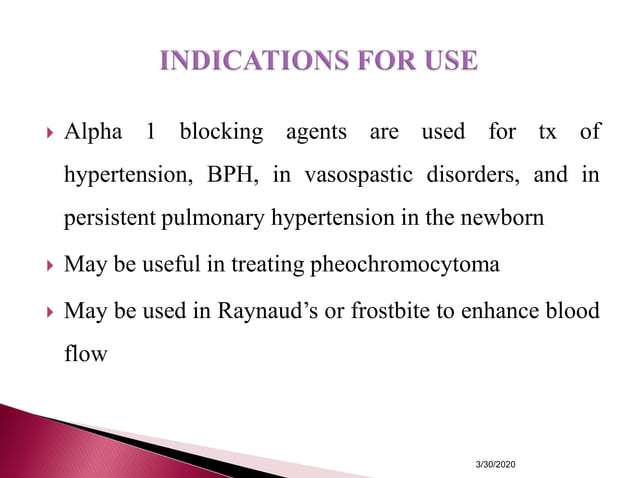 INDICATIONS FOR USE
Alpha 1 blocking agents are used for tx of
hypertension, BPH, in vasospastic disorders, and in
persistent pulmonary hypertension in the newborn
May be useful in treating pheochromocytoma
May be used in Raynaud’s or frostbite to enhance blood
flow
3/30/2020